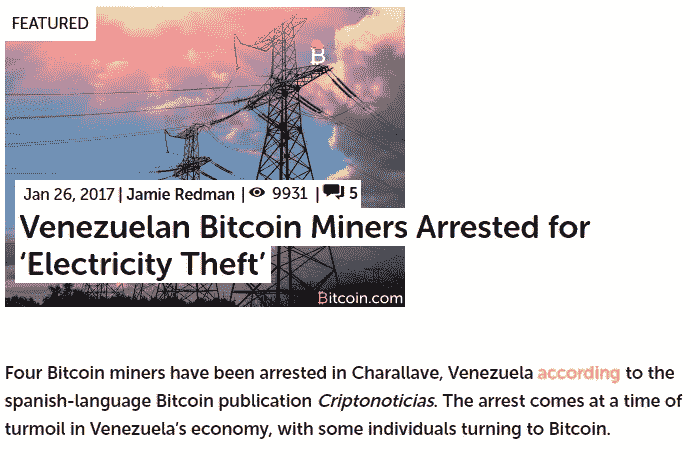 FEATURED
Jan 26, 2017 | Jamie Redman | 9931 | 5
Venezuelan Bitcoin Miners Arrested for
‘Electricity Theft’
Bitcoin.com
Four Bitcoin miners have been arrested in Charallave, Venezuela according to the
spanish-language Bitcoin publication Criptonoticias. The arrest comes at a time of
turmoil in Venezuela’s economy, with some individuals turning to Bitcoin.